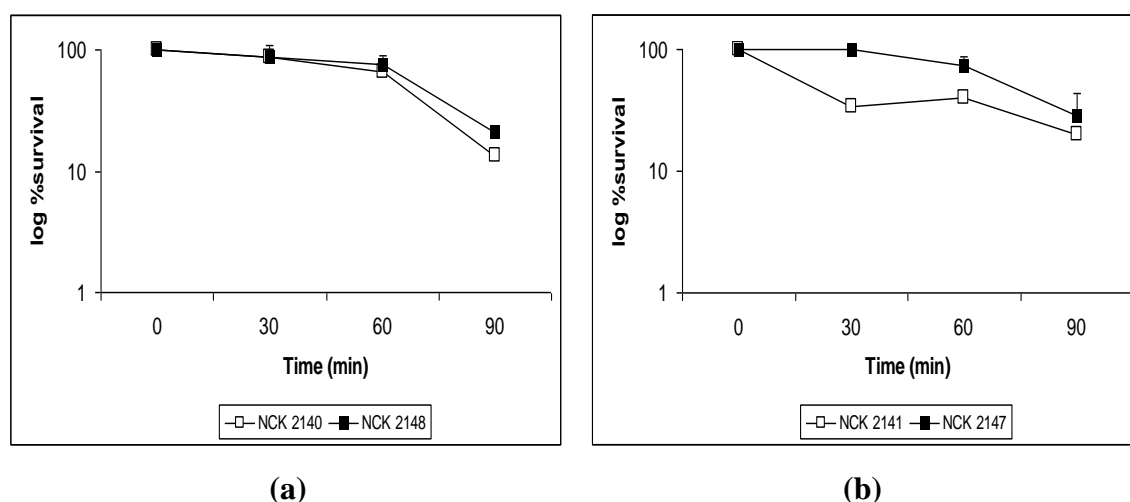 100
10
1
log %survival
0 30 60 90
Time (min)
NCK 2140 NCK 2148
(a)
100
10
1
log %survival
0 30 60 90
Time (min)
NCK 2141 NCK 2147
(b)